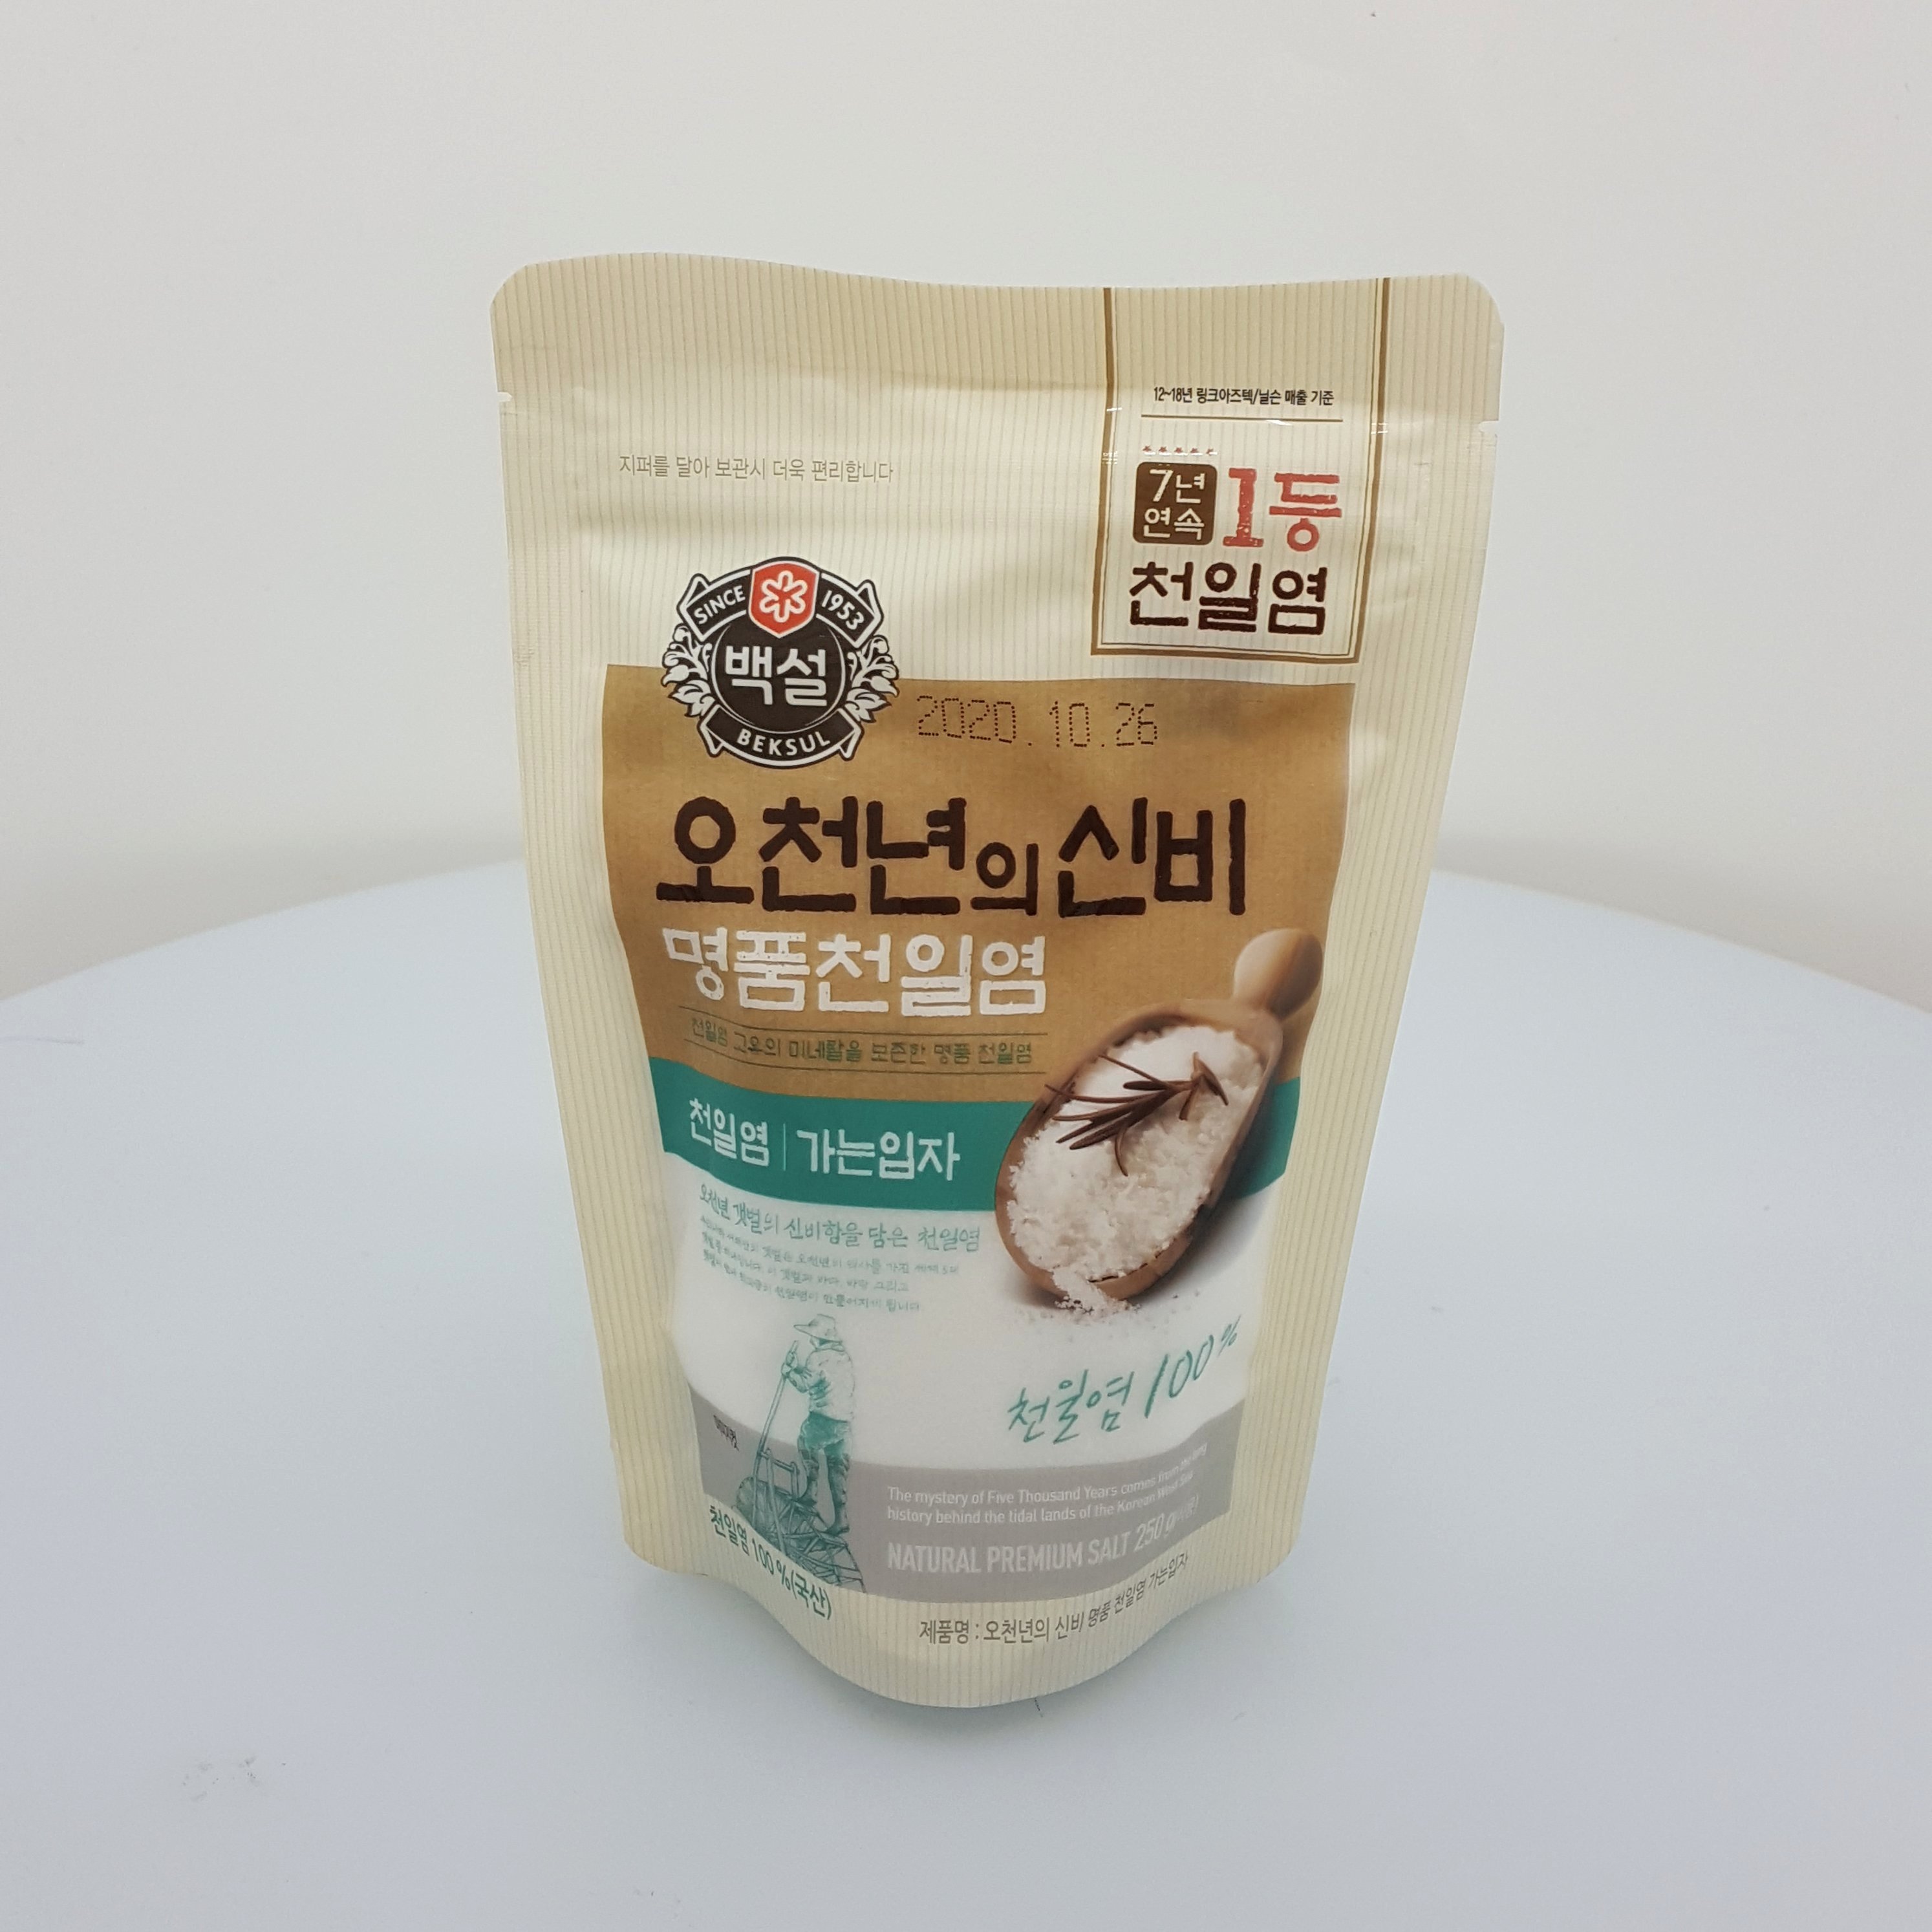 12~18년 링크아즈텍/닐슨 매출 기준
지퍼를 달아 보관시 더욱 편리합니다
7년
연속
1등
천일염
SINCE 1953
백설
BEKSUL
2020.10.26
오천년의신비
명품천일염
천일염 고유의 미네랄을 보존한 명품 천일염
천일염 | 가는입자
오천년 갯벌의 신비함을 담은 천일염
천일염 100%
The mystery of Five Thousand Years comes from the long
history behind the tidal lands of the Korean West Sea
NATURAL PREMIUM SALT 250 g
천일염 100 %(국산)
제품명 : 오천년의 신비 명품 천일염 가는입자